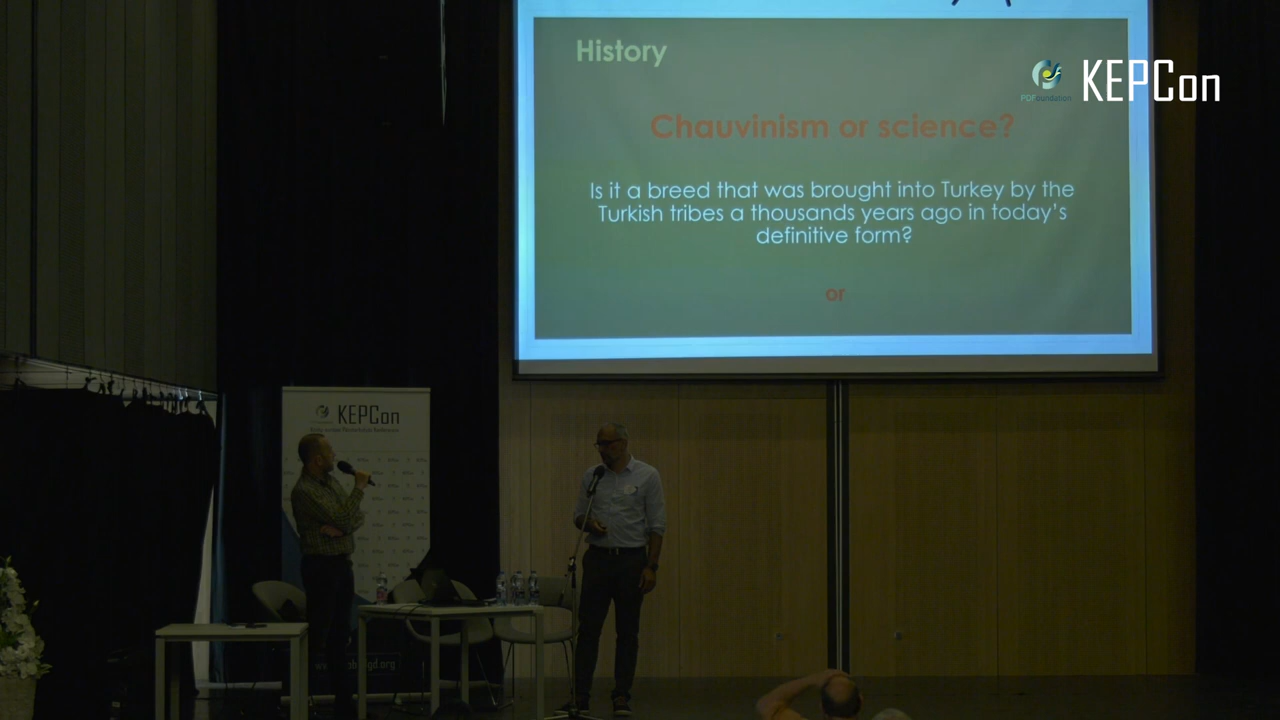 History
PDFoundation
KEPCon
Chauvinism or science?
Is it a breed that was brought into Turkey by the
Turkish tribes a thousands years ago in today's
definitive form?
or
KEPCon